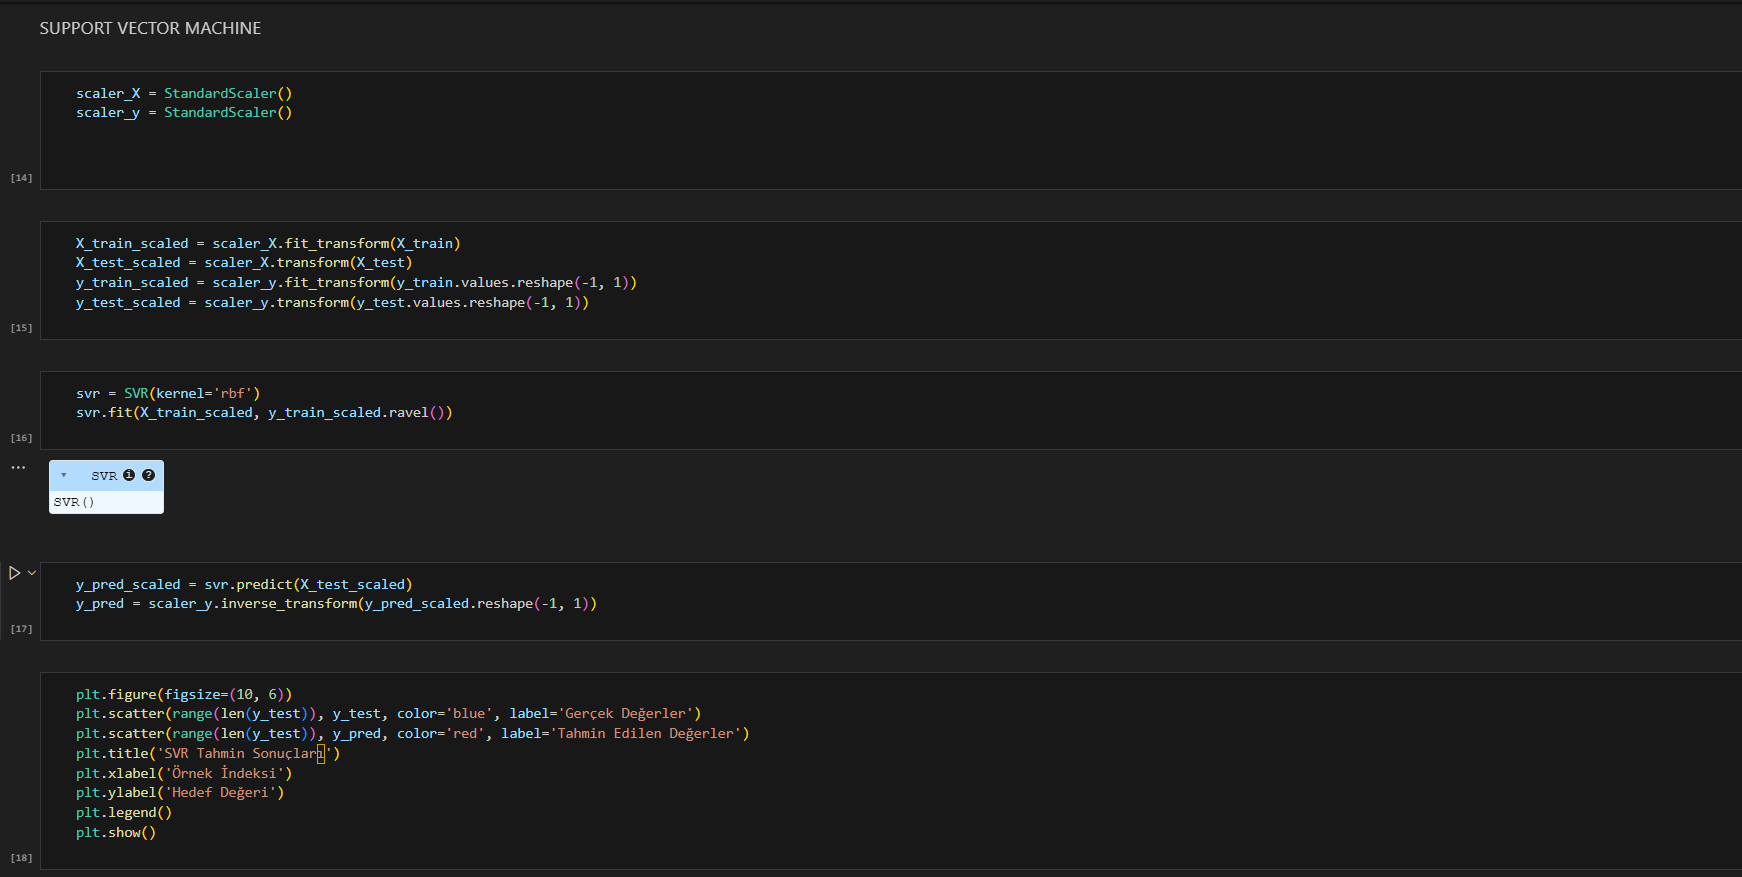 SUPPORT VECTOR MACHINE
scaler_X = StandardScaler()
scaler_y = StandardScaler()
[14]
X_train_scaled = scaler_X.fit_transform(X_train)
X_test_scaled = scaler_X.transform(X_test)
y_train_scaled = scaler_y.fit_transform(y_train.values.reshape(-1, 1))
y_test_scaled = scaler_y.transform(y_test.values.reshape(-1, 1))
[15]
svr = SVR(kernel='rbf')
svr.fit(X_train_scaled, y_train_scaled.ravel())
[16]
SVR
SVR()
y_pred_scaled = svr.predict(X_test_scaled)
y_pred = scaler_y.inverse_transform(y_pred_scaled.reshape(-1, 1))
[17]
plt.figure(figsize=(10, 6))
plt.scatter(range(len(y_test)), y_test, color='blue', label='Gerçek Değerler')
plt.scatter(range(len(y_test)), y_pred, color='red', label='Tahmin Edilen Değerler')
plt.title('SVR Tahmin Sonuçları')
plt.xlabel('Örnek İndeksi')
plt.ylabel('Hedef Değeri')
plt.legend()
plt.show()
[18]